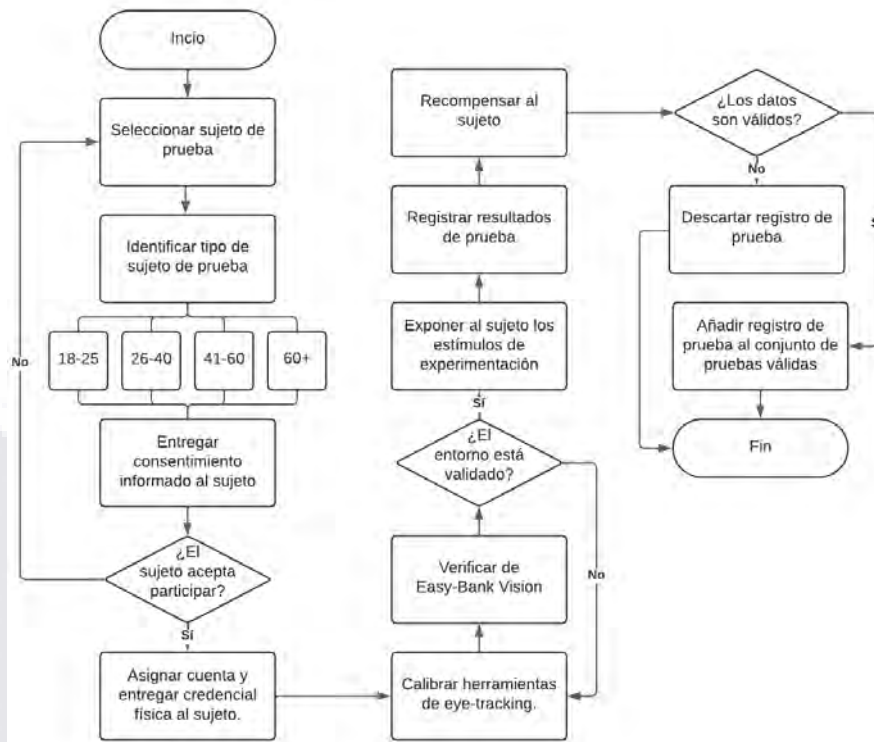 Incio
Seleccionar sujeto de
prueba
Identificar tipo de
sujeto de prueba
18-25
26-40
41-60
60+
No
Entregar
consentimiento
informado al sujeto
¿El
sujeto acepta
participar?
Sí
Asignar cuenta y
entregar credencial
física al sujeto.
Recompensar al
sujeto
Registrar resultados
de prueba
Exponer al sujeto los
estímulos de
experimentación
Sí
¿El
entorno está
validado?
Verificar de
Easy-Bank Vision
No
Calibrar herramientas
de eye-tracking.
¿Los datos
son válidos?
No
Descartar registro de
prueba
Añadir registro de
prueba al conjunto de
pruebas válidas
Fin